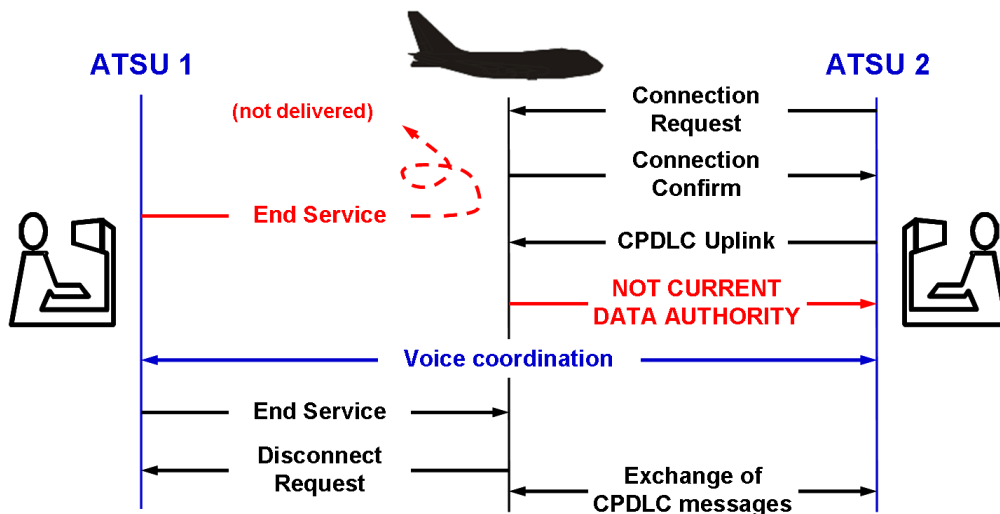 ATSU 1
ATSU 2
Connection
Request
(not delivered)
Connection
Confirm
End Service
CPDLC Uplink
NOT CURRENT
DATA AUTHORITY
Voice coordination
End Service
Disconnect
Request
Exchange of
CPDLC messages